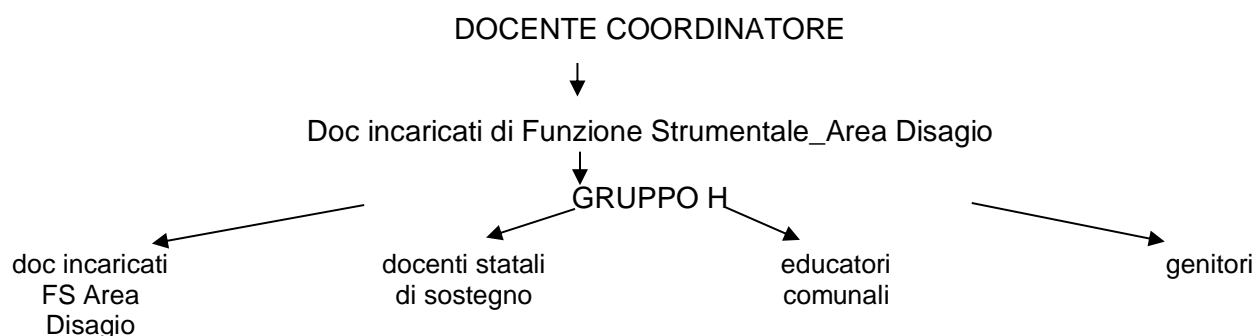 DOCENTE COORDINATORE
Doc incaricati di Funzione Strumentale_Area Disagio
GRUPPO H
doc incaricati
FS Area
Disagio
docenti statali
di sostegno
educatori
comunali
genitori